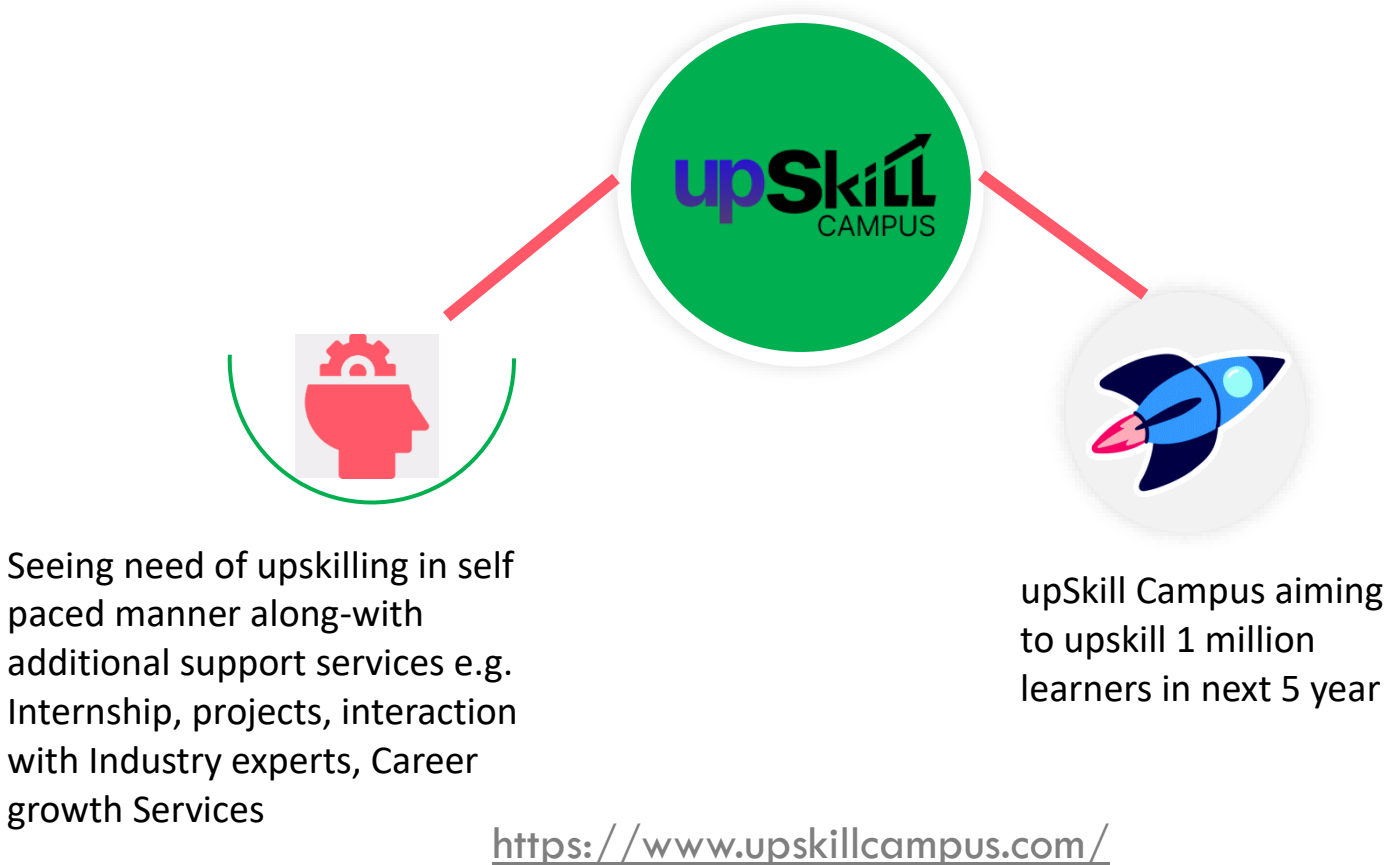 upSkill
CAMPUS
Seeing need of upskilling in self
paced manner along-with
additional support services e.g.
Internship, projects, interaction
with Industry experts, Career
growth Services
upSkill Campus aiming
to upskill 1 million
learners in next 5 year
https://www.upskillcampus.com/